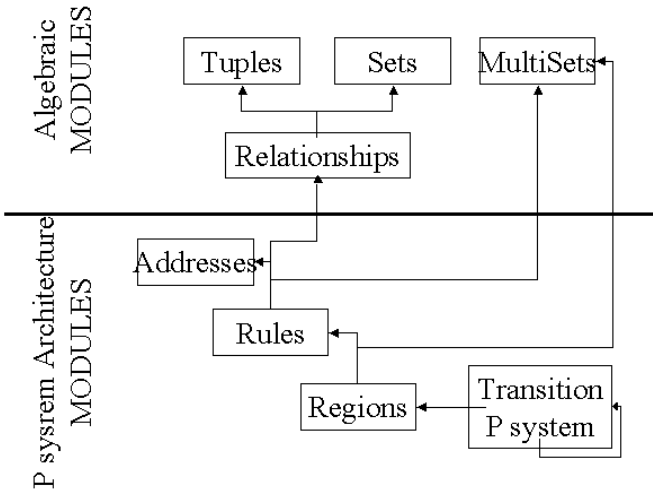 Algebraic
MODULES
Tuples
Sets
MultiSets
Relationships
P sysrem Architecture
MODULES
Addresses
Rules
Regions
Transition
P system